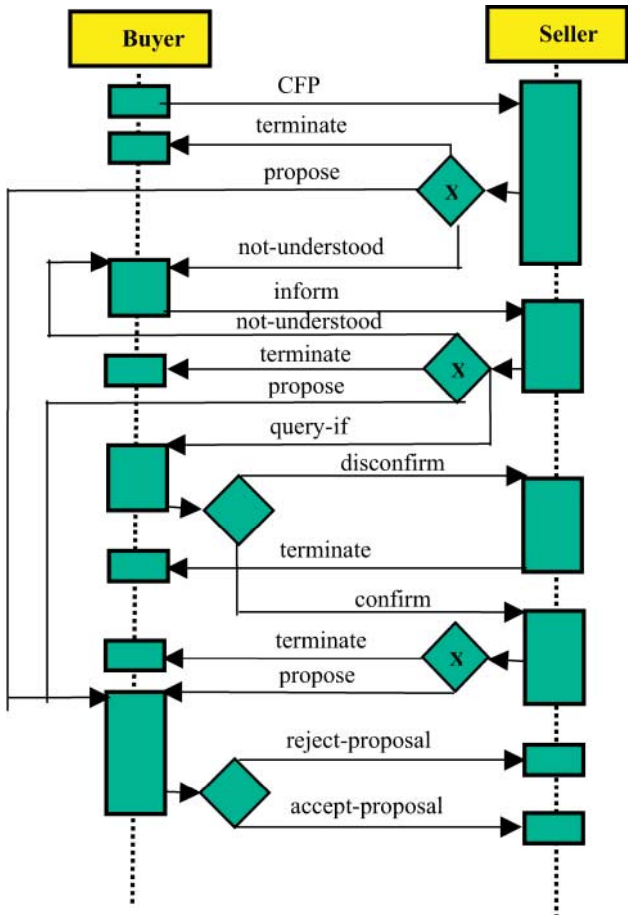 Buyer
Seller
CFP
terminate
propose
X
not-understood
inform
not-understood
terminate
X
propose
query-if
disconfirm
terminate
confirm
terminate
X
propose
reject-proposal
accept-proposal